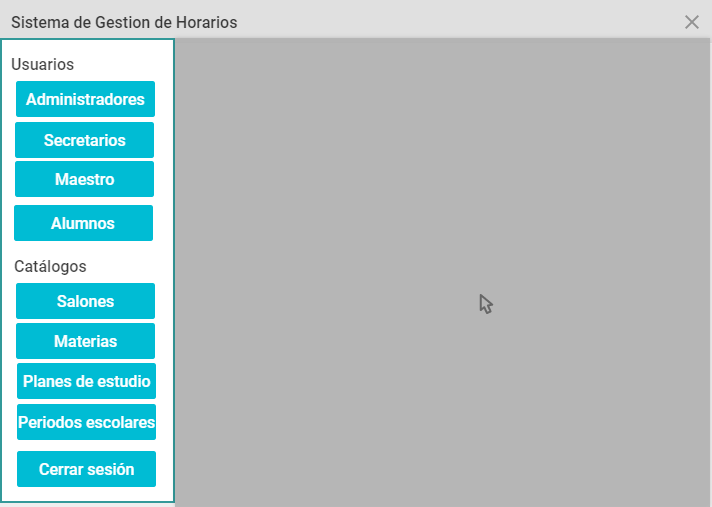 Sistema de Gestion de Horarios
Usuarios
Administradores
Secretarios
Maestro
Alumnos
Catálogos
Salones
Materias
Planes de estudio
Periodos escolares
Cerrar sesión